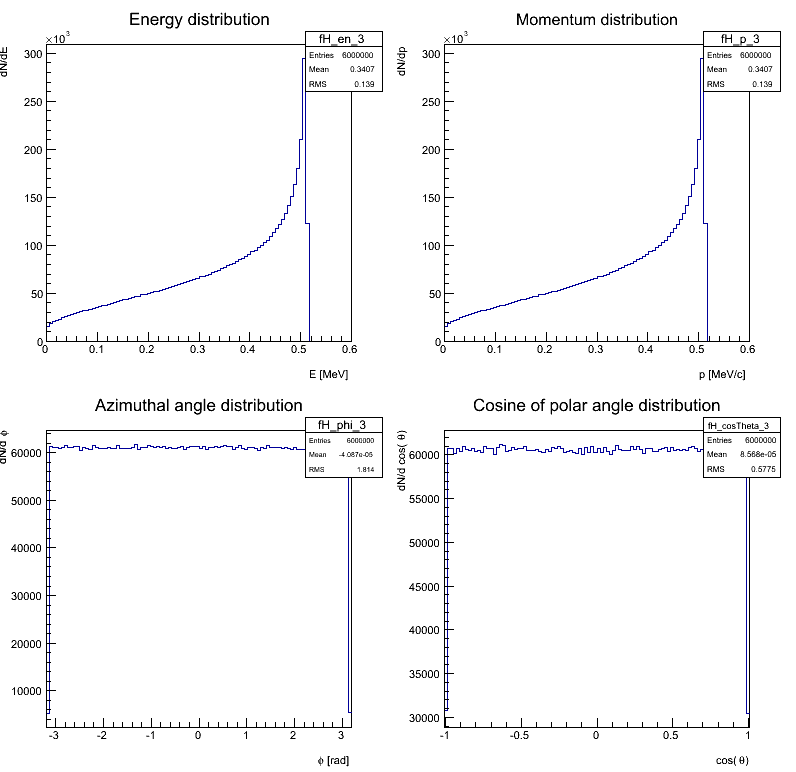 Energy distribution
dN/dE
×10³
fH_en_3
Entries 6000000
Mean 0.3407
RMS 0.139
300
250
200
150
100
50
0
0 0.1 0.2 0.3 0.4 0.5 0.6
E [MeV]
Momentum distribution
dN/dp
×10³
fH_p_3
Entries 6000000
Mean 0.3407
RMS 0.139
300
250
200
150
100
50
0
0 0.1 0.2 0.3 0.4 0.5 0.6
p [MeV/c]
Azimuthal angle distribution
dN/d ϕ
fH_phi_3
Entries 6000000
Mean -4.087e-05
RMS 1.814
60000
50000
40000
30000
20000
10000
-3 -2 -1 0 1 2 3
ϕ [rad]
Cosine of polar angle distribution
dN/d cos( θ)
fH_cosTheta_3
Entries 6000000
Mean 8.568e-05
RMS 0.5775
60000
55000
50000
45000
40000
35000
30000
-1 -0.5 0 0.5 1
cos( θ)